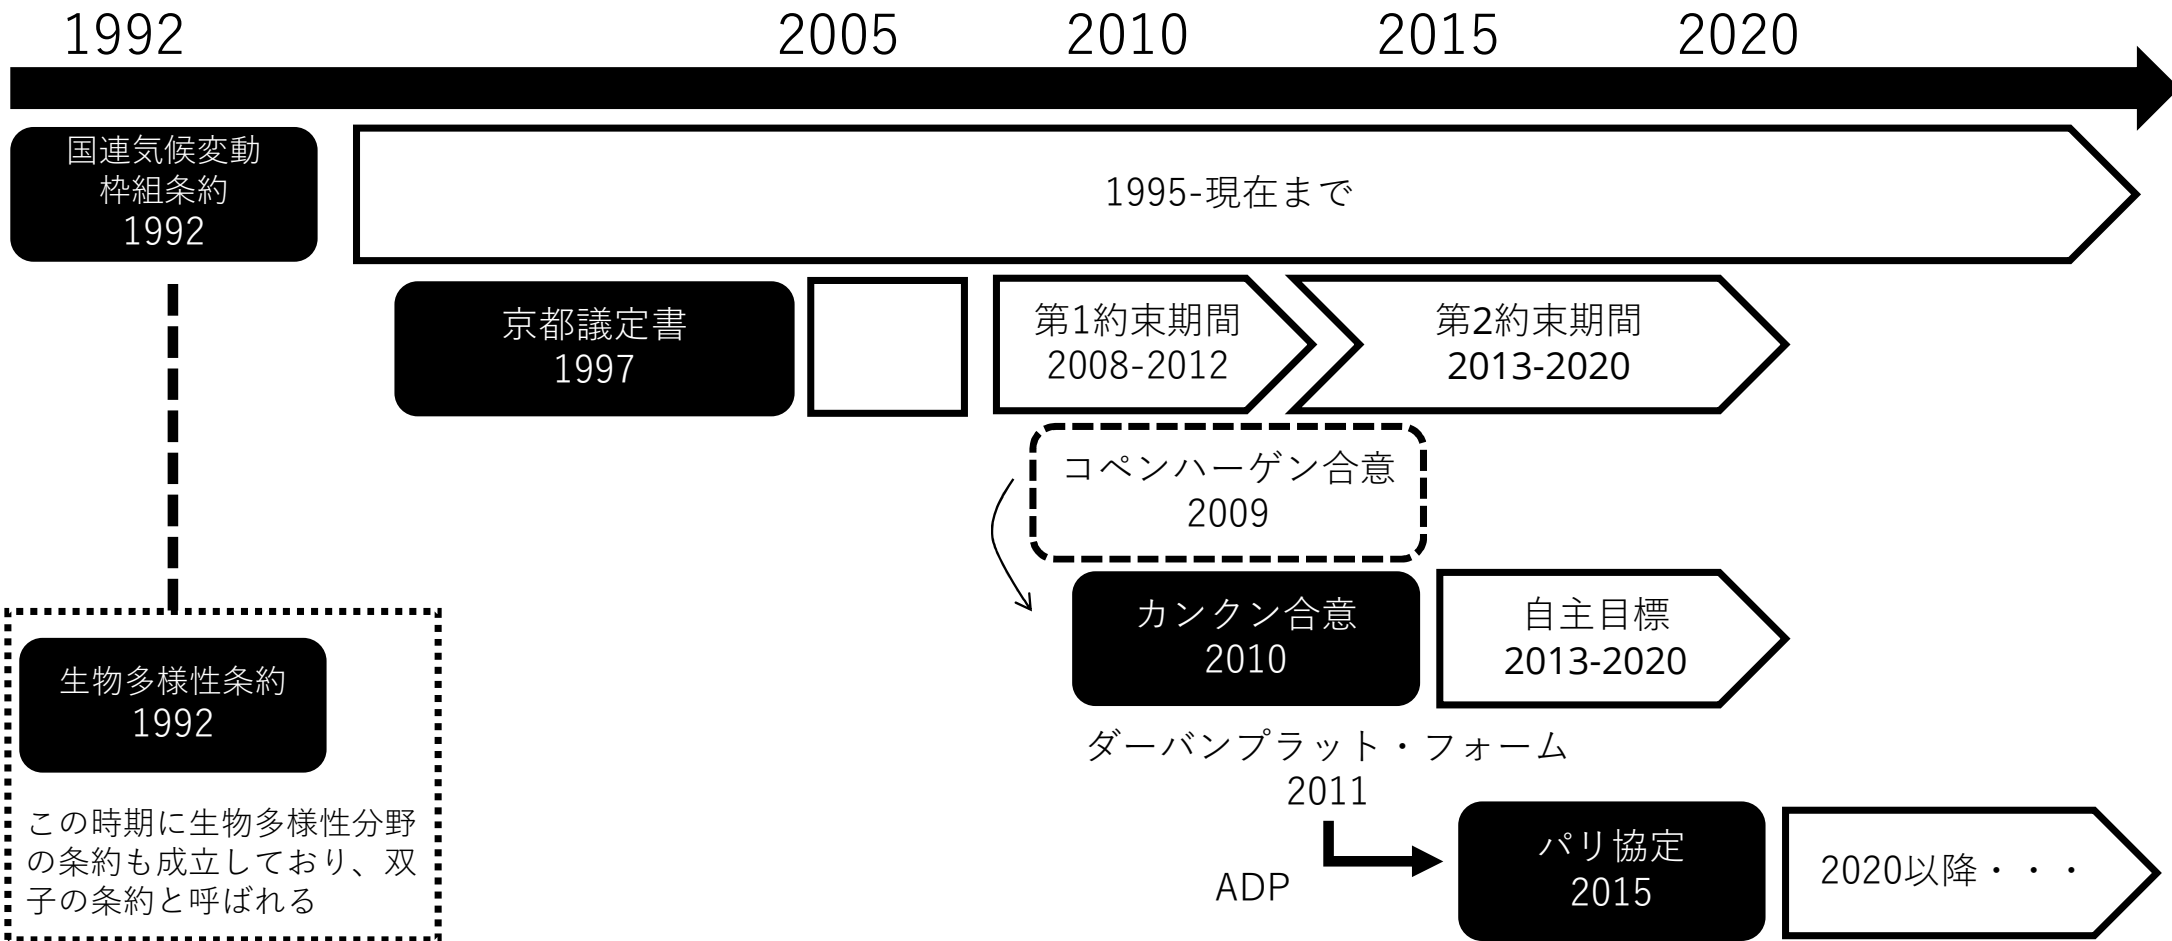 1992
2005
2010
2015
2020
国連気候変動
枠組条約
1992
1995-現在まで
京都議定書
1997
第1約束期間
2008-2012
第2約束期間
2013-2020
コペンハーゲン合意
2009
カンクン合意
2010
自主目標
2013-2020
生物多様性条約
1992
この時期に生物多様性分野
の条約も成立しており、双
子の条約と呼ばれる
ダーバンプラット・フォーム
2011
ADP
パリ協定
2015
2020以降・・・